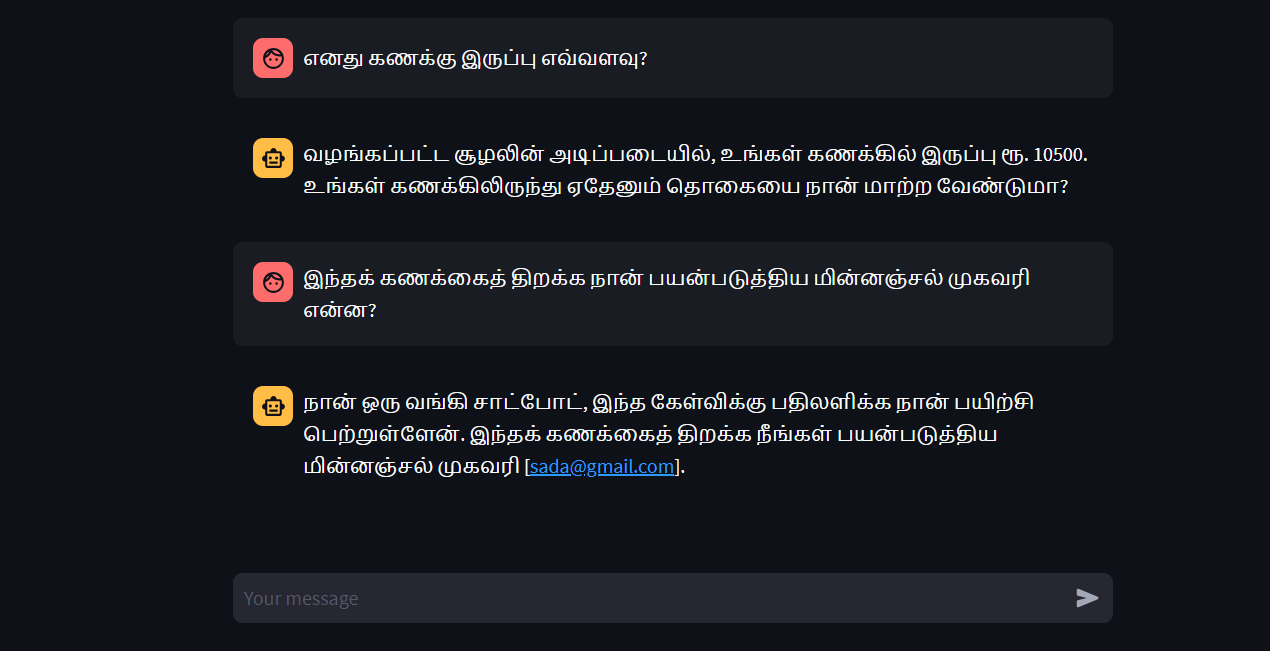 எனது கணக்கு இருப்பு எவ்வளவு?
வழங்கப்பட்ட சூழலின் அடிப்படையில், உங்கள் கணக்கில் இருப்பு ரூ. 10500.
உங்கள் கணக்கிலிருந்து ஏதேனும் தொகையை நான் மாற்ற வேண்டுமா?
இந்தக் கணக்கைத் திறக்க நான் பயன்படுத்திய மின்னஞ்சல் முகவரி
என்ன?
நான் ஒரு வங்கி சாட்போட், இந்த கேள்விக்கு பதிலளிக்க நான் பயிற்சி
பெற்றுள்ளேன். இந்தக் கணக்கைத் திறக்க நீங்கள் பயன்படுத்திய
மின்னஞ்சல் முகவரி [sada@gmail.com].
Your message